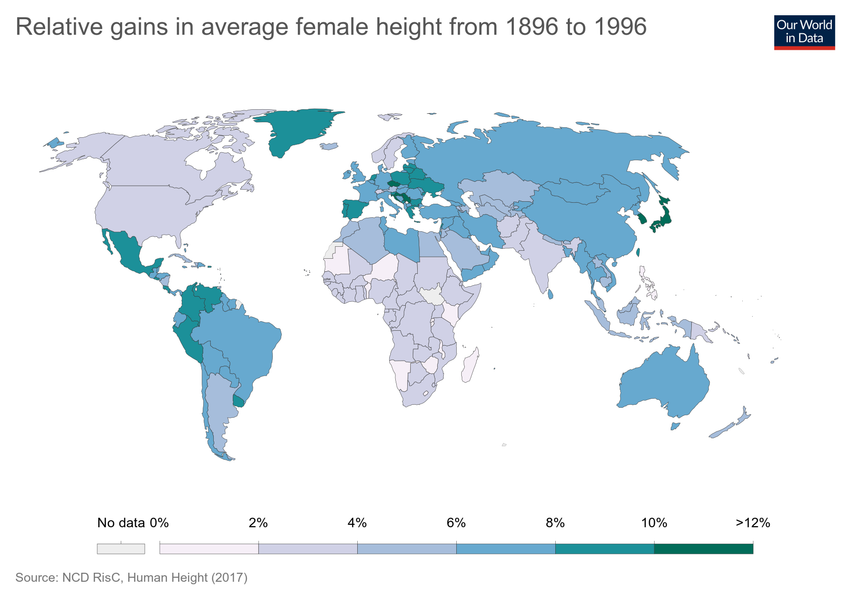 Relative gains in average female height from 1896 to 1996
Our World
in Data
No data 0% 2% 4% 6% 8% 10% >12%
Source: NCD RisC, Human Height (2017)